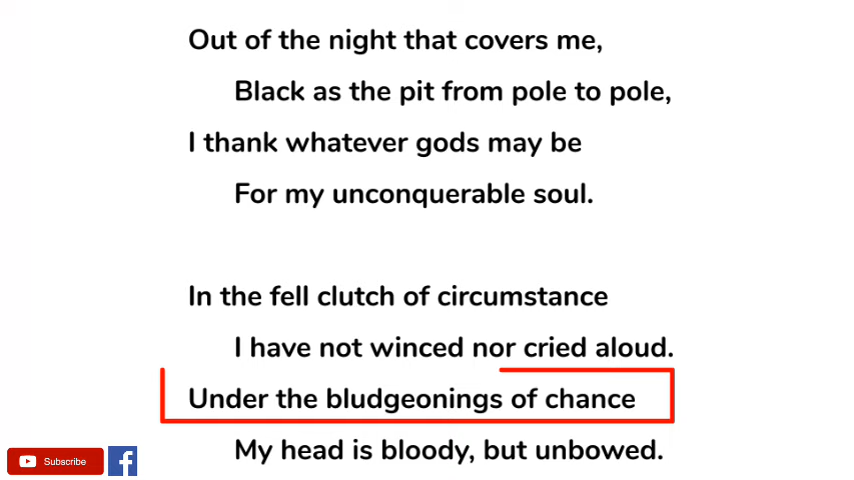 Out of the night that covers me,
Black as the pit from pole to pole,
I thank whatever gods may be
For my unconquerable soul.
In the fell clutch of circumstance
I have not winced nor cried aloud.
Under the bludgeonings of chance
My head is bloody, but unbowed.
Subscribe